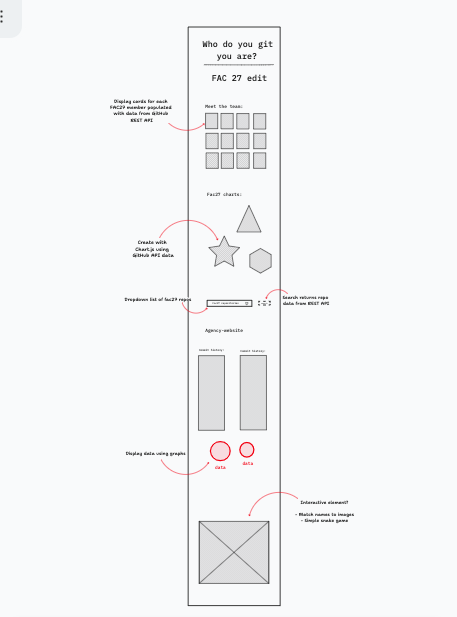 Who do you git
you are?
FAC 27 edit
Display cards for each
FAC27 member populated
with data from GitHub
REST API
Meet the team:
Fac27 charts:
Create with
Chart.js using
GitHub API data
Dropdown list of fac27 repos
Search returns repo
data from REST API
Agency-website
Commit history:
Display data using graphs
data
data
Interactive element?
- Match names to images
- Simple snake game